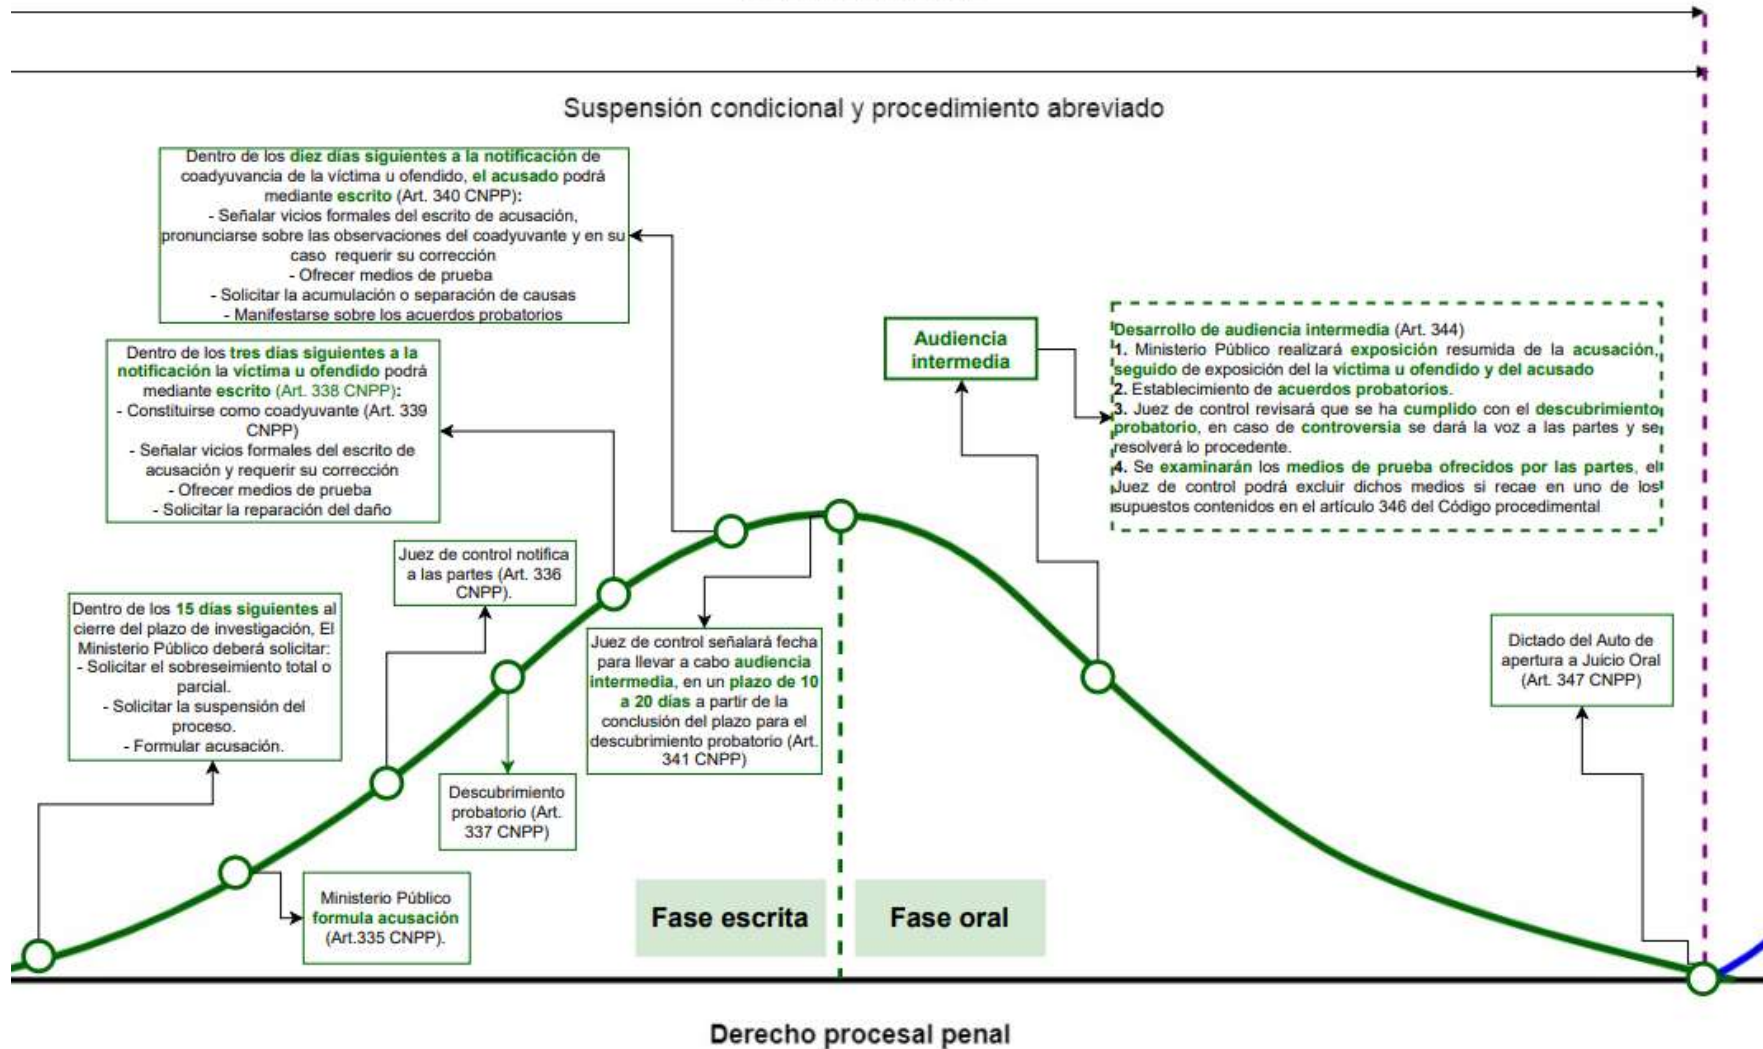 Suspensión condicional y procedimiento abreviado
Dentro de los diez días siguientes a la notificación de
coadyuvancia de la víctima u ofendido, el acusado podrá
mediante escrito (Art. 340 CNPP):
- Señalar vicios formales del escrito de acusación,
pronunciarse sobre las observaciones del coadyuvante y en su
caso requerir su corrección
- Ofrecer medios de prueba
- Solicitar la acumulación o separación de causas
- Manifestarse sobre los acuerdos probatorios
Dentro de los tres días siguientes a la
notificación la víctima u ofendido podrá
mediante escrito (Art. 338 CNPP):
- Constituirse como coadyuvante (Art. 339
CNPP)
- Señalar vicios formales del escrito de
acusación y requerir su corrección
- Ofrecer medios de prueba
- Solicitar la reparación del daño
Juez de control notifica
a las partes (Art. 336
CNPP).
Dentro de los 15 días siguientes al
cierre del plazo de investigación, El
Ministerio Público deberá solicitar:
- Solicitar el sobreseimiento total o
parcial.
- Solicitar la suspensión del
proceso.
- Formular acusación.
Ministerio Público
formula acusación
(Art.335 CNPP).
Descubrimiento
probatorio (Art.
337 CNPP)
Juez de control señalará fecha
para llevar a cabo audiencia
intermedia, en un plazo de 10
a 20 días a partir de la
conclusión del plazo para el
descubrimiento probatorio (Art.
341 CNPP)
Audiencia
intermedia
Desarrollo de audiencia intermedia (Art. 344)
1. Ministerio Público realizará exposición resumida de la acusación,
seguido de exposición del la víctima u ofendido y del acusado
2. Establecimiento de acuerdos probatorios.
3. Juez de control revisará que se ha cumplido con el descubrimiento
probatorio, en caso de controversia se dará la voz a las partes y se
resolverá lo procedente.
4. Se examinarán los medios de prueba ofrecidos por las partes, el
Juez de control podrá excluir dichos medios si recae en uno de los
supuestos contenidos en el artículo 346 del Código procedimental
Dictado del Auto de
apertura a Juicio Oral
(Art. 347 CNPP)
Fase escrita
Fase oral
Derecho procesal penal